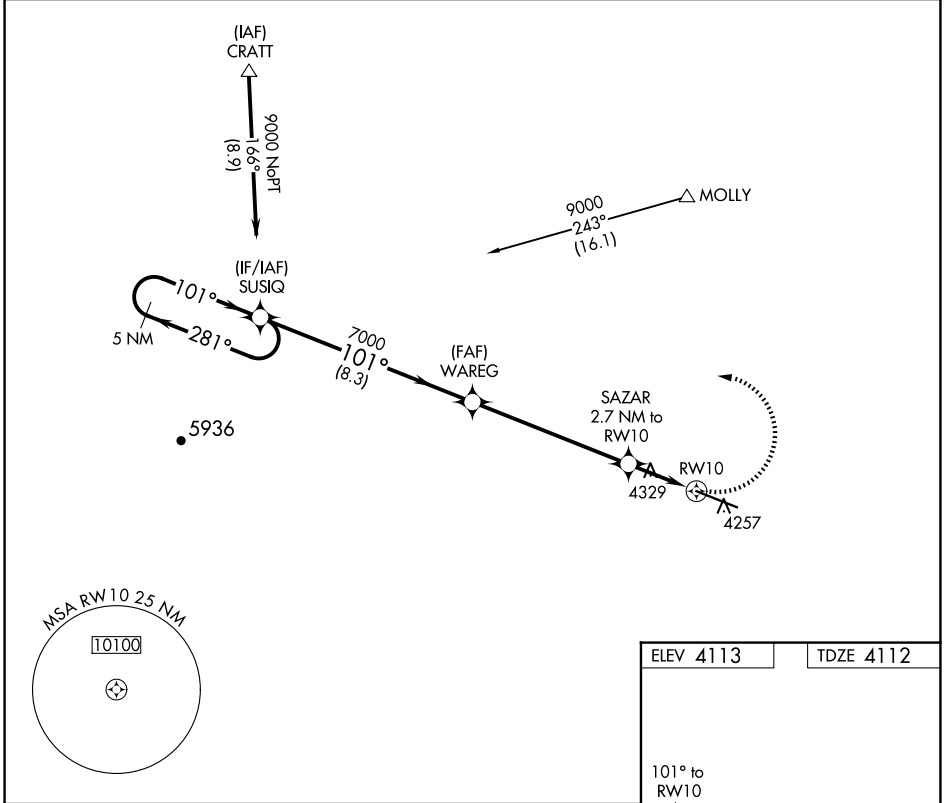 (IAF)
CRATT
9000 NoPT
166°
(8.9)
9000
243°
(16.1)
MOLLY
(IF/IAF)
SUSIQ
101°
281°
5 NM
7000
101°
(8.3)
(FAF)
WAREG
SAZAR
2.7 NM to
RW10
RW10
4329
4257
5936
MSA RW10 25 NM
10100
ELEV 4113
TDZE 4112
101° to
RW10